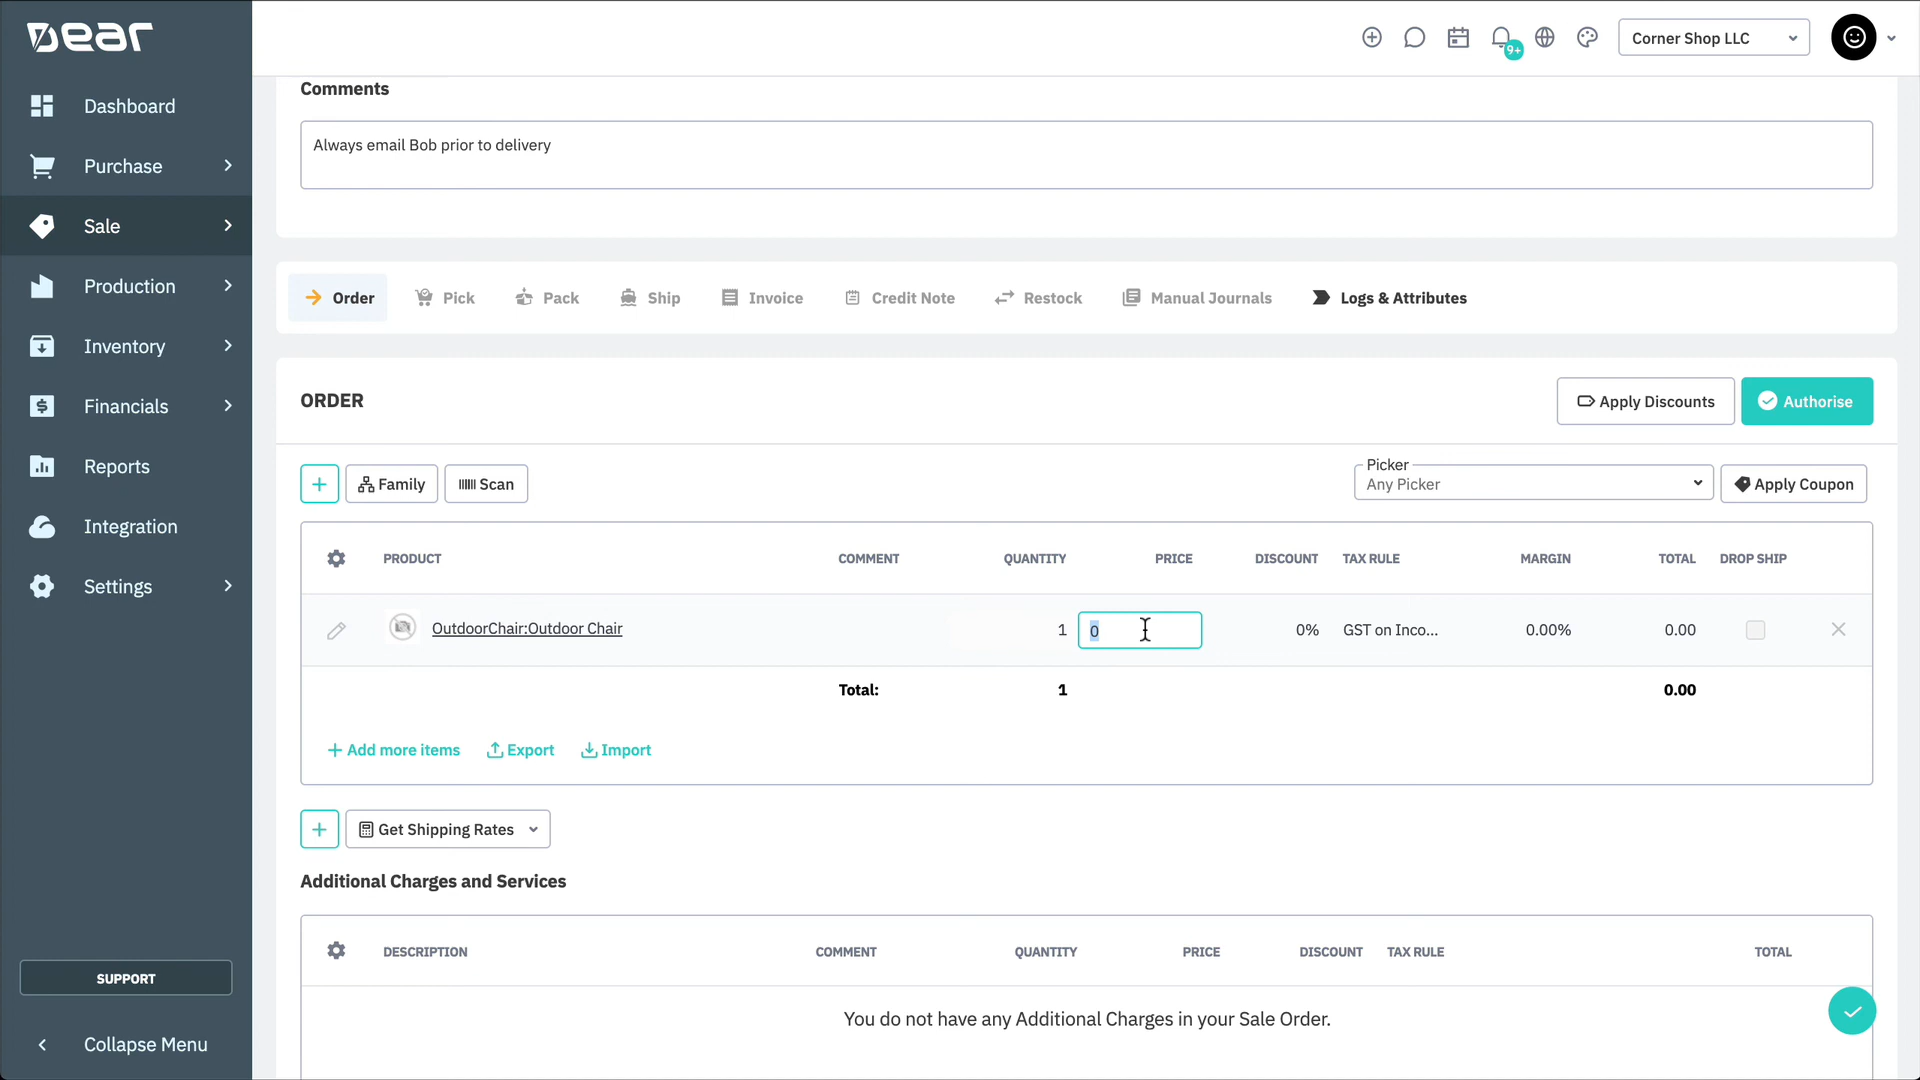 Dear
9+
Corner Shop LLC
Dashboard
Purchase
Sale
Production
Inventory
Financials
Reports
Integration
Settings
SUPPORT
Collapse Menu
Comments
Always email Bob prior to delivery
Order Pick Pack Ship Invoice Credit Note Restock Manual Journals Logs & Attributes
ORDER
Apply Discounts Authorise
+ Family Scan
Picker
Any Picker
Apply Coupon
PRODUCT COMMENT QUANTITY PRICE DISCOUNT TAX RULE MARGIN TOTAL DROP SHIP
OutdoorChair:Outdoor Chair 1 0 0% GST on Inco... 0.00% 0.00
Total: 1 0.00
+ Add more items Export Import
+ Get Shipping Rates
Additional Charges and Services
DESCRIPTION COMMENT QUANTITY PRICE DISCOUNT TAX RULE TOTAL
You do not have any Additional Charges in your Sale Order.